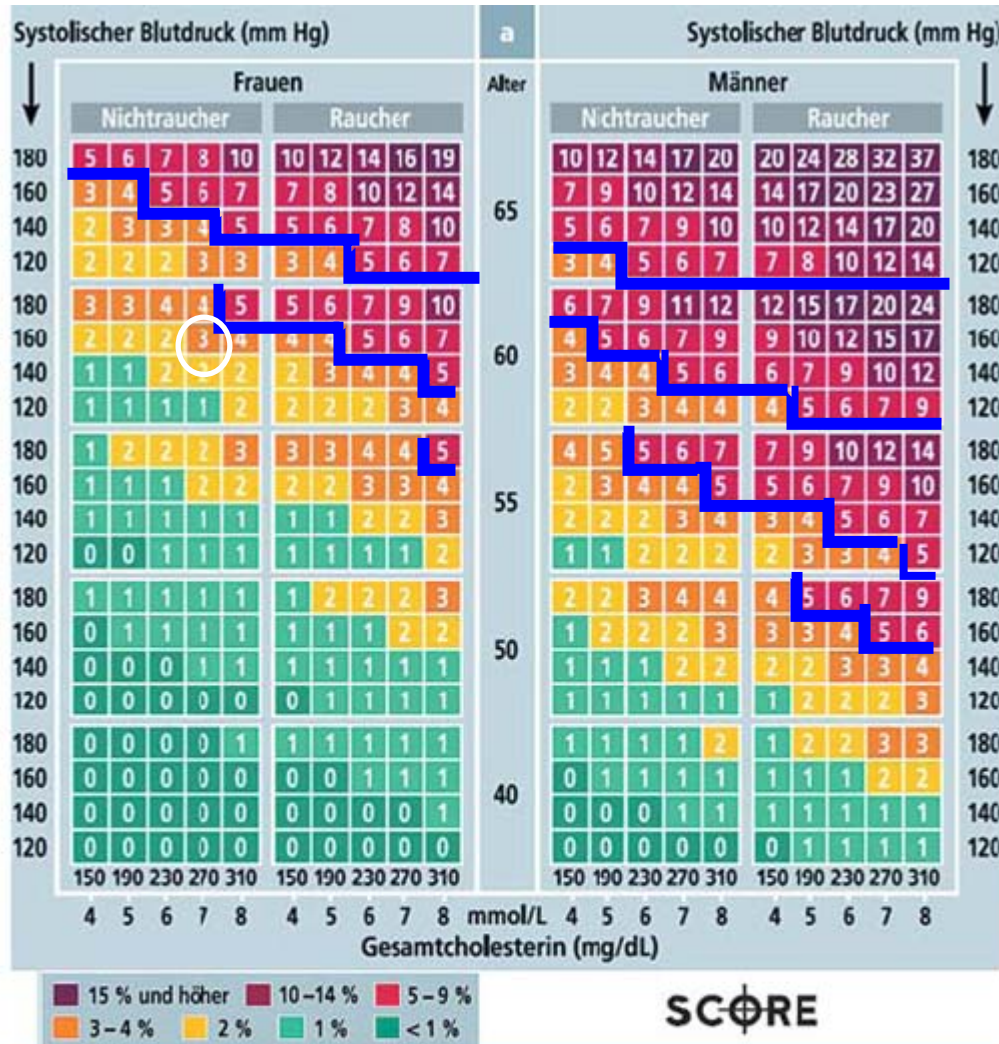 Systolischer Blutdruck (mm Hg) a Systolischer Blutdruck (mm Hg)
Frauen Alter Männer
Nichtraucher Raucher Nichtraucher Raucher
180 5 6 7 8 10 10 12 14 16 19 10 12 14 17 20 20 24 28 32 37 180
160 3 4 5 6 7 7 8 10 12 14 7 9 10 12 14 14 17 20 23 27 160
65
140 2 3 3 4 5 5 6 7 8 10 5 6 7 9 10 10 12 14 17 20 140
120 2 2 2 3 3 3 4 5 6 7 3 4 5 6 7 7 8 10 12 14 120
180 3 3 4 4 5 5 6 7 9 10 6 7 9 11 12 12 15 17 20 24 180
160 2 2 2 3 4 4 4 5 6 7 4 5 6 7 9 9 10 12 15 17 160
60
140 1 1 2 2 2 2 3 4 4 5 3 4 4 5 6 6 7 9 10 12 140
120 1 1 1 1 2 2 2 2 3 4 2 2 3 4 4 4 5 6 7 9 120
180 1 2 2 2 3 3 3 4 4 5 4 5 5 6 7 7 9 10 12 14 180
160 1 1 1 2 2 2 2 3 3 4 2 3 4 4 5 5 6 7 9 10 160
55
140 1 1 1 1 1 1 1 2 2 3 2 2 2 3 4 3 4 5 6 7 140
120 0 0 1 1 1 1 1 1 1 2 1 1 2 2 2 2 3 3 4 5 120
180 1 1 1 1 1 1 2 2 2 3 2 2 3 4 4 4 5 6 7 9 180
160 0 1 1 1 1 1 1 1 2 2 1 2 2 2 3 3 3 4 5 6 160
50
140 0 0 0 1 1 1 1 1 1 1 1 1 1 2 2 2 2 3 3 4 140
120 0 0 0 0 0 0 1 1 1 1 1 1 1 1 1 1 2 2 2 3 120
180 0 0 0 0 1 1 1 1 1 1 1 1 1 1 2 1 2 2 3 3 180
160 0 0 0 0 0 0 0 1 1 1 0 1 1 1 1 1 1 1 2 2 160
40
140 0 0 0 0 0 0 0 0 0 1 0 0 0 1 1 1 1 1 1 1 140
120 0 0 0 0 0 0 0 0 0 0 0 0 0 0 0 0 1 1 1 1 120
150 190 230 270 310 150 190 230 270 310 150 190 230 270 310 150 190 230 270 310
4 5 6 7 8 4 5 6 7 8 mmol/L 4 5 6 7 8 4 5 6 7 8
Gesamtcholesterin (mg/dL)
15 % und höher 10–14 % 5–9 %
3–4 % 2 % 1 % <1 %
SCORE